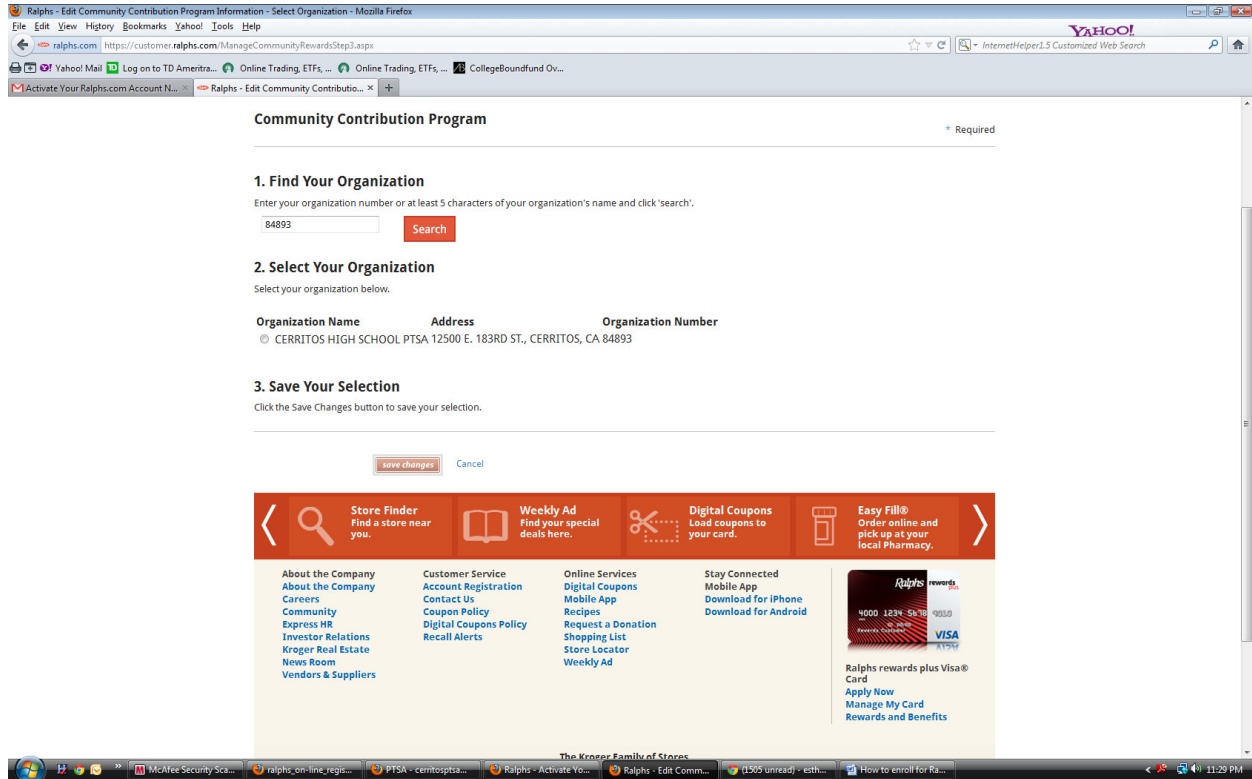 Ralphs - Edit Community Contribution Program Information - Select Organization - Mozilla Firefox
File Edit View History Bookmarks Yahoo! Tools Help
YAHOO!
ralphs.com https://customer.ralphs.com/ManageCommunityRewardsStep3.aspx
InternetHelper1.5 Customized Web Search
Yahoo! Mail Log on to TD Ameritra... Online Trading, ETFs, ... Online Trading, ETFs, ... CollegeBoundfund Ov...
Activate Your Ralphs.com Account N... Ralphs - Edit Community Contributio...
Community Contribution Program
* Required
1. Find Your Organization
Enter your organization number or at least 5 characters of your organization's name and click 'search'.
84893 Search
2. Select Your Organization
Select your organization below.
Organization Name Address Organization Number
CERRITOS HIGH SCHOOL PTSA 12500 E. 183RD ST., CERRITOS, CA 84893
3. Save Your Selection
Click the Save Changes button to save your selection.
save changes Cancel
Store Finder
Find a store near
you.
Weekly Ad
Find your special
deals here.
Digital Coupons
Load coupons to
your card.
Easy Fill®
Order online and
pick up at your
local Pharmacy.
About the Company
About the Company
Careers
Community
Express HR
Investor Relations
Kroger Real Estate
News Room
Vendors & Suppliers
Customer Service
Account Registration
Contact Us
Coupon Policy
Digital Coupons Policy
Recall Alerts
Online Services
Digital Coupons
Mobile App
Recipes
Request a Donation
Shopping List
Store Locator
Weekly Ad
Stay Connected
Mobile App
Download for iPhone
Download for Android
Ralphs rewards
plus
4000 1234 5678 9010
Rewards Customer
VISA
Ralphs rewards plus Visa®
Card
Apply Now
Manage My Card
Rewards and Benefits
The Kroger Family of Stores
McAfee Security Sca... ralphs_on-line_regis... PTSA - cerritosptsa... Ralphs - Activate Yo... Ralphs - Edit Comm... (1505 unread) - esth... How to enroll for Ra... 11:29 PM